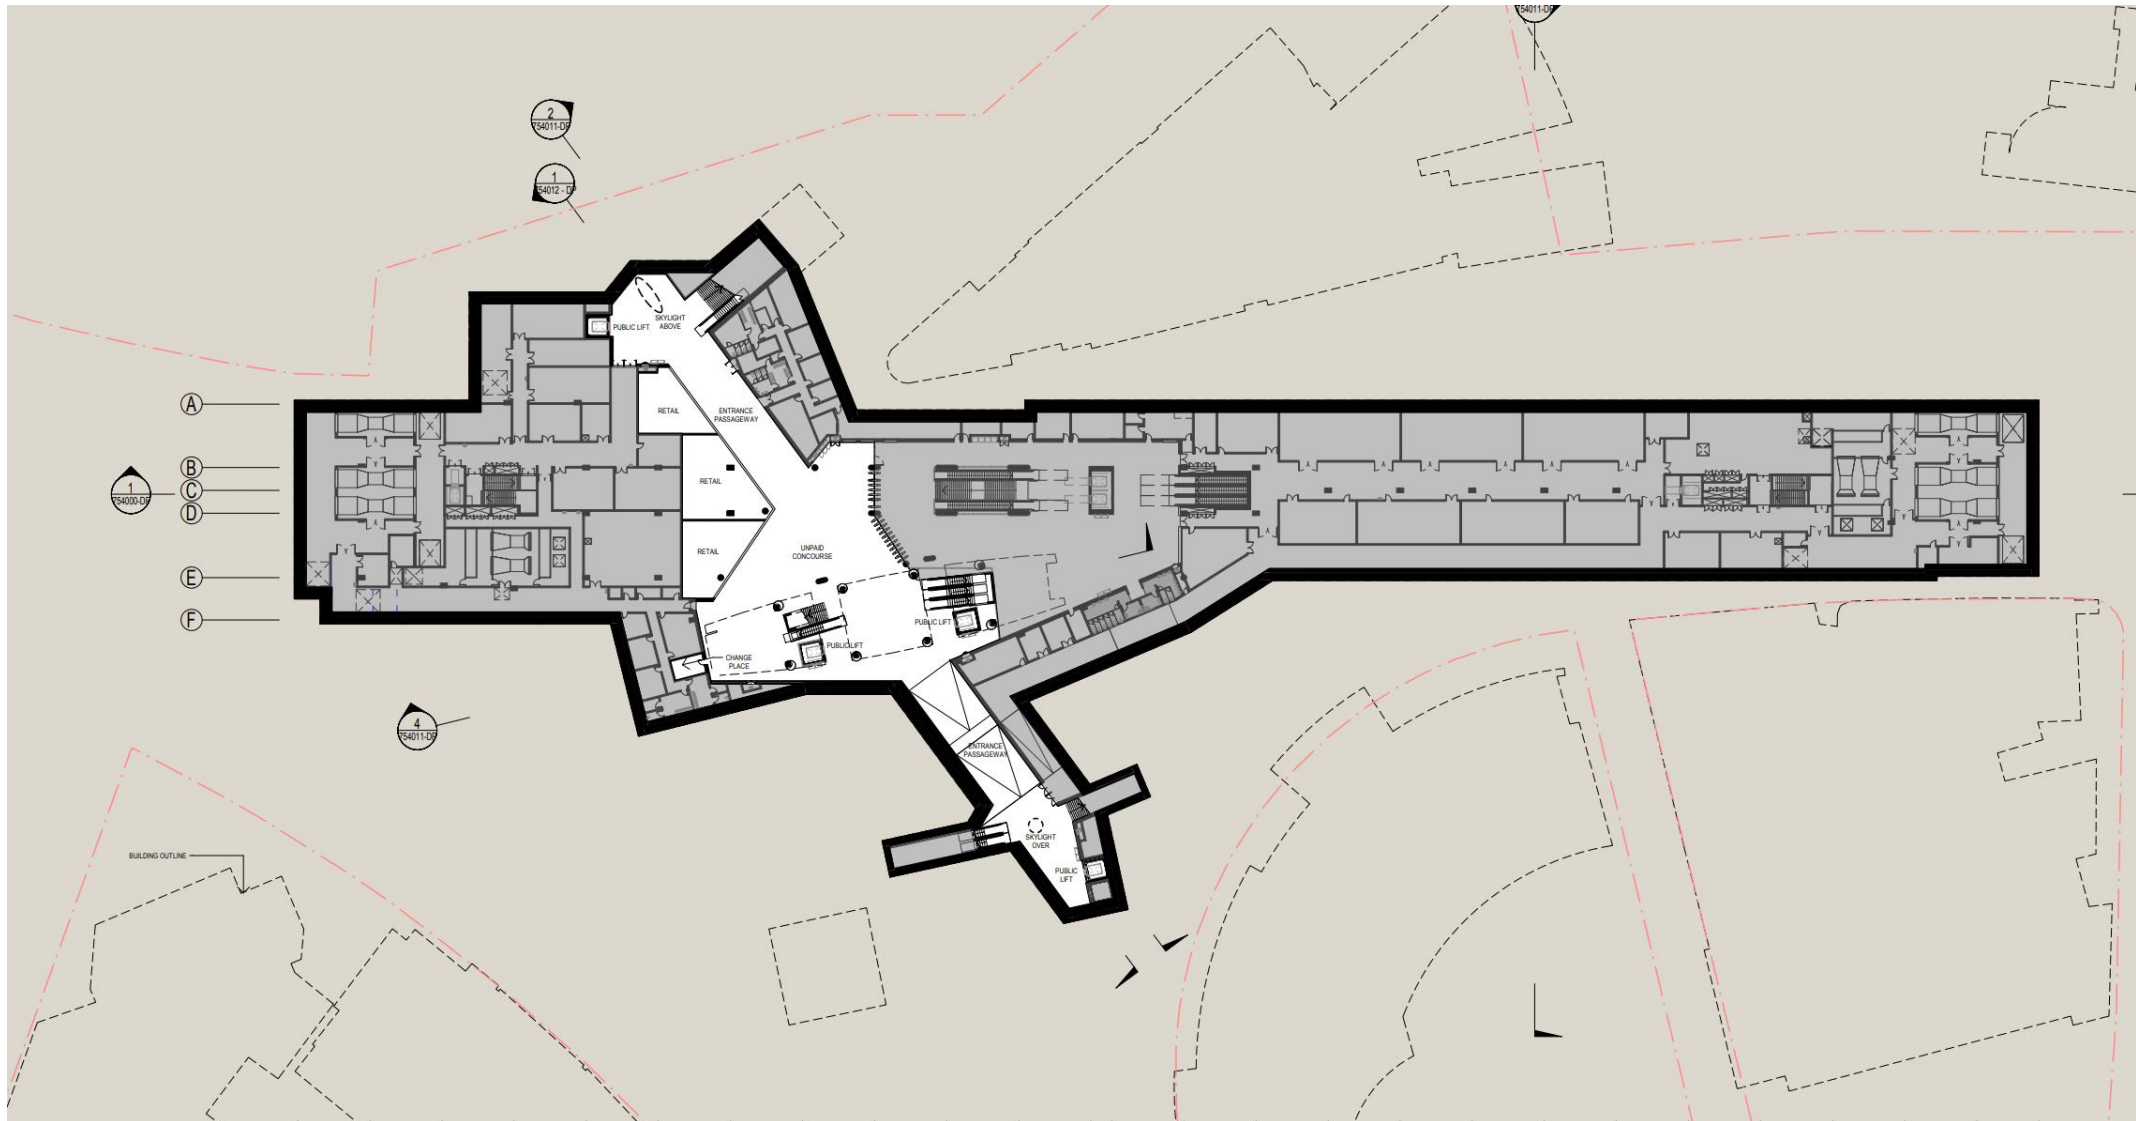 754011-DP
2
754011-DP
1
754012 - DP
PUBLIC LIFT
SKYLIGHT
ABOVE
A
RETAIL
ENTRANCE
PASSAGEWAY
B
RETAIL
C
1
754000-DP
D
RETAIL
UNPAID
CONCOURSE
E
F
PUBLIC LIFT
PUBLIC LIFT
CHANGE
PLACE
4
754011-DP
ENTRANCE
PASSAGEWAY
SKYLIGHT
OVER
BUILDING OUTLINE
PUBLIC
LIFT